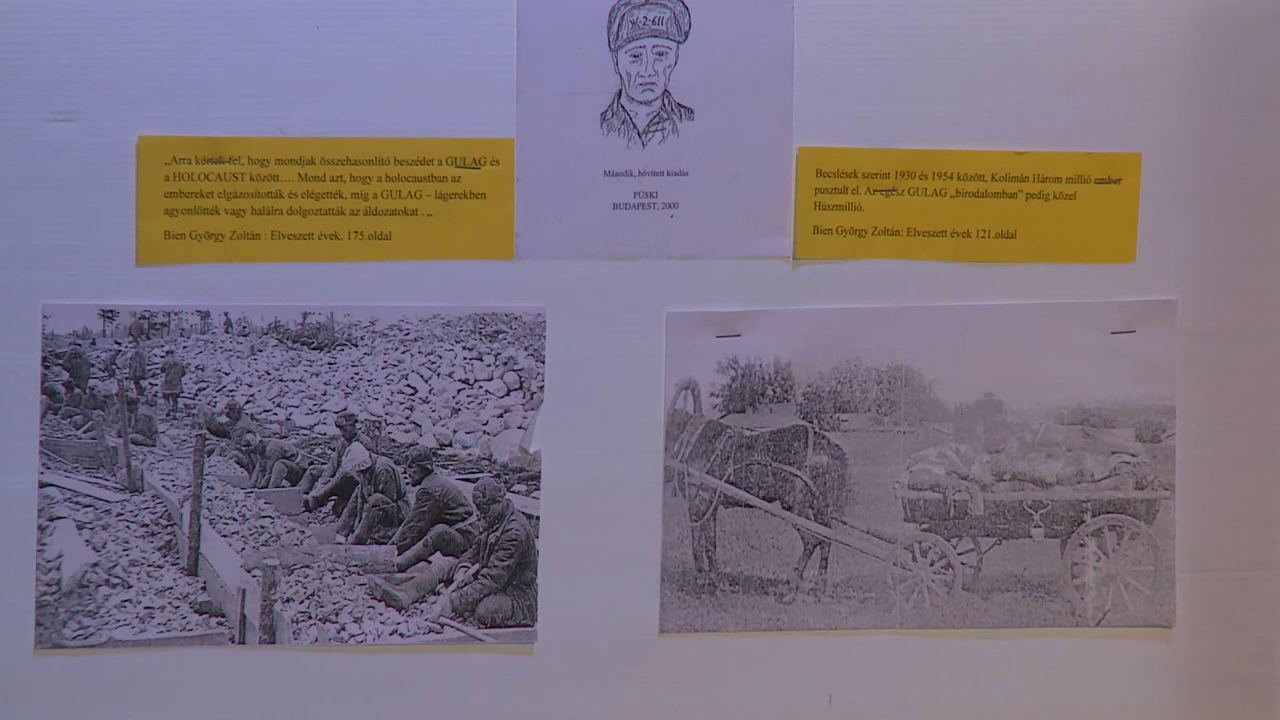 Ж-2-611
„Arra kértek fel, hogy mondjak összehasonlító beszédet a GULAG és
a HOLOCAUST között…. Mond azt, hogy a holocaustban az
embereket elgázosították és elégették, míg a GULAG – lágerekben
agyonlőtték vagy halálra dolgoztatták az áldozatokat . „
Bien György Zoltán : Elveszett évek. 175.oldal
Második, bővített kiadás
PÜSKI
BUDAPEST, 2000
Becslések szerint 1930 és 1954 között, Kolimán Három millió ember
pusztult el. Az egész GULAG „birodalomban” pedig közel
Húszmillió.
Bien György Zoltán: Elveszett évek 121.oldal